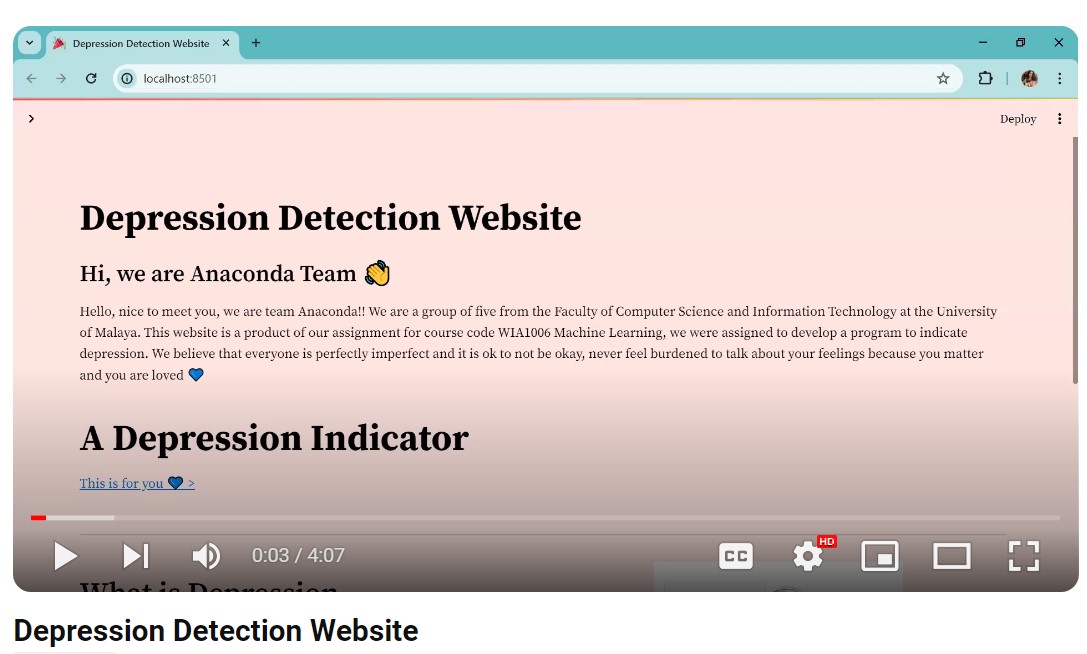 Depression Detection Website
localhost:8501
Deploy
Depression Detection Website
Hi, we are Anaconda Team 👋
Hello, nice to meet you, we are team Anaconda!! We are a group of five from the Faculty of Computer Science and Information Technology at the University
of Malaya. This website is a product of our assignment for course code WIA1006 Machine Learning, we were assigned to develop a program to indicate
depression. We believe that everyone is perfectly imperfect and it is ok to not be okay, never feel burdened to talk about your feelings because you matter
and you are loved 💙
A Depression Indicator
This is for you 💙 >
0:03 / 4:07
CC
HD
What is Depression
Depression Detection Website